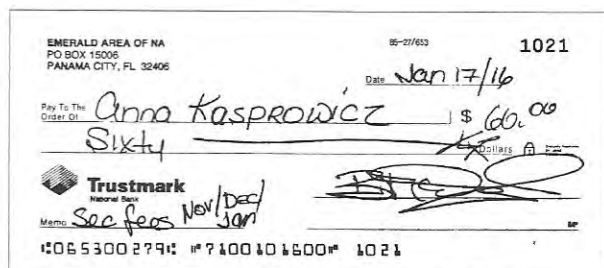 EMERALD AREA OF NA
PO BOX 15006
PANAMA CITY, FL 32406
85-27/653
1021
Date Jan 17/16
Pay To The Order Of Anna Kasprowicz $ 60.00
Sixty Dollars
Trustmark
National Bank
Memo Sec fees Nov/Dec/Jan
⑆065300279⑆ ⑈7100101600⑈ 1021